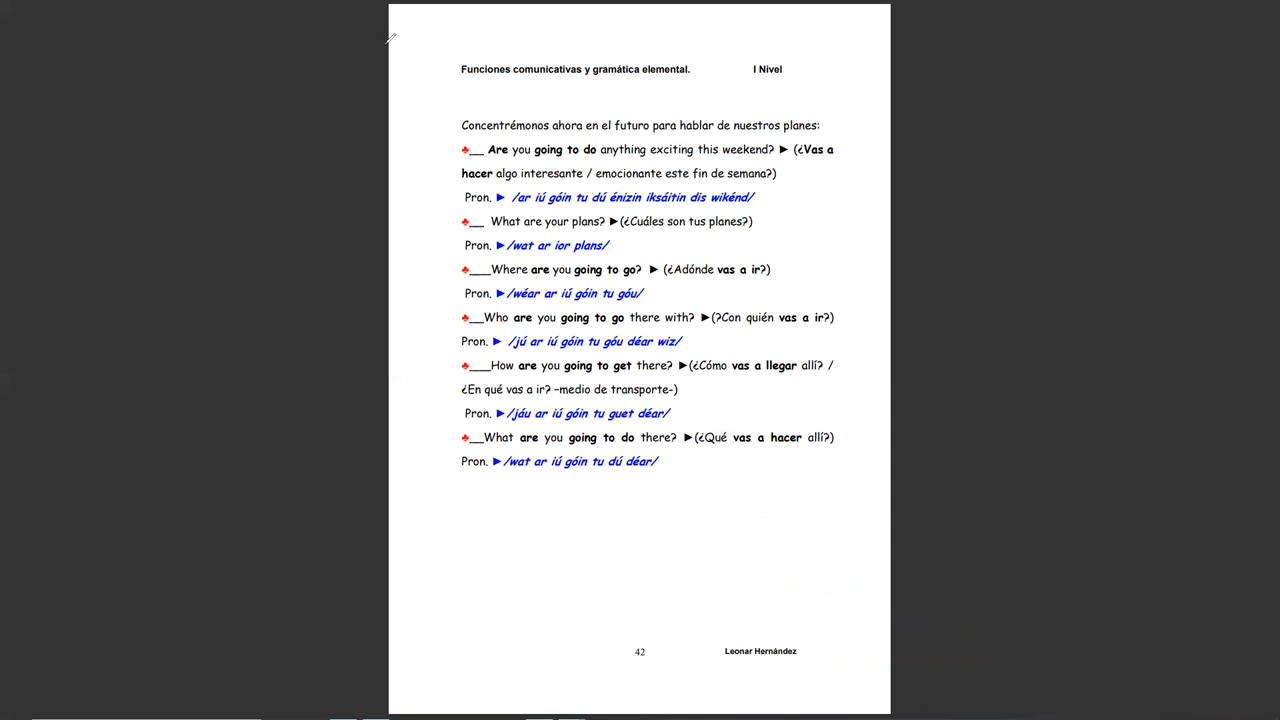 Funciones comunicativas y gramática elemental. I Nivel
Concentrémonos ahora en el futuro para hablar de nuestros planes:
♣__ Are you going to do anything exciting this weekend? ► (¿Vas a
hacer algo interesante / emocionante este fin de semana?)
Pron. ► /ar iú góin tu dú énizin iksáitin dis wikénd/
♣__ What are your plans? ►(¿Cuáles son tus planes?)
Pron. ►/wat ar ior plans/
♣___Where are you going to go? ► (¿Adónde vas a ir?)
Pron. ►/wéar ar iú góin tu góu/
♣__Who are you going to go there with? ►(?Con quién vas a ir?)
Pron. ► /jú ar iú góin tu góu déar wiz/
♣___How are you going to get there? ►(¿Cómo vas a llegar allí? /
¿En qué vas a ir? –medio de transporte-)
Pron. ►/jáu ar iú góin tu guet déar/
♣__What are you going to do there? ►(¿Qué vas a hacer allí?)
Pron. ►/wat ar iú góin tu dú déar/
42 Leonar Hernández